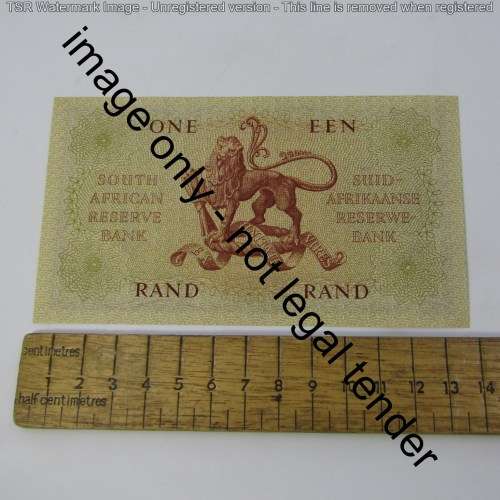 TSR Watermark Image - Unregistered version - This line is removed when registered
image only - not legal tender
ONE EEN
SOUTH
AFRICAN
RESERVE
BANK
SUID-
AFRIKAANSE
RESERWE-
BANK
RAND RAND
centimetres
1 2 3 4 5 6 7 8 9 10 11 12 13 14
half centimetres